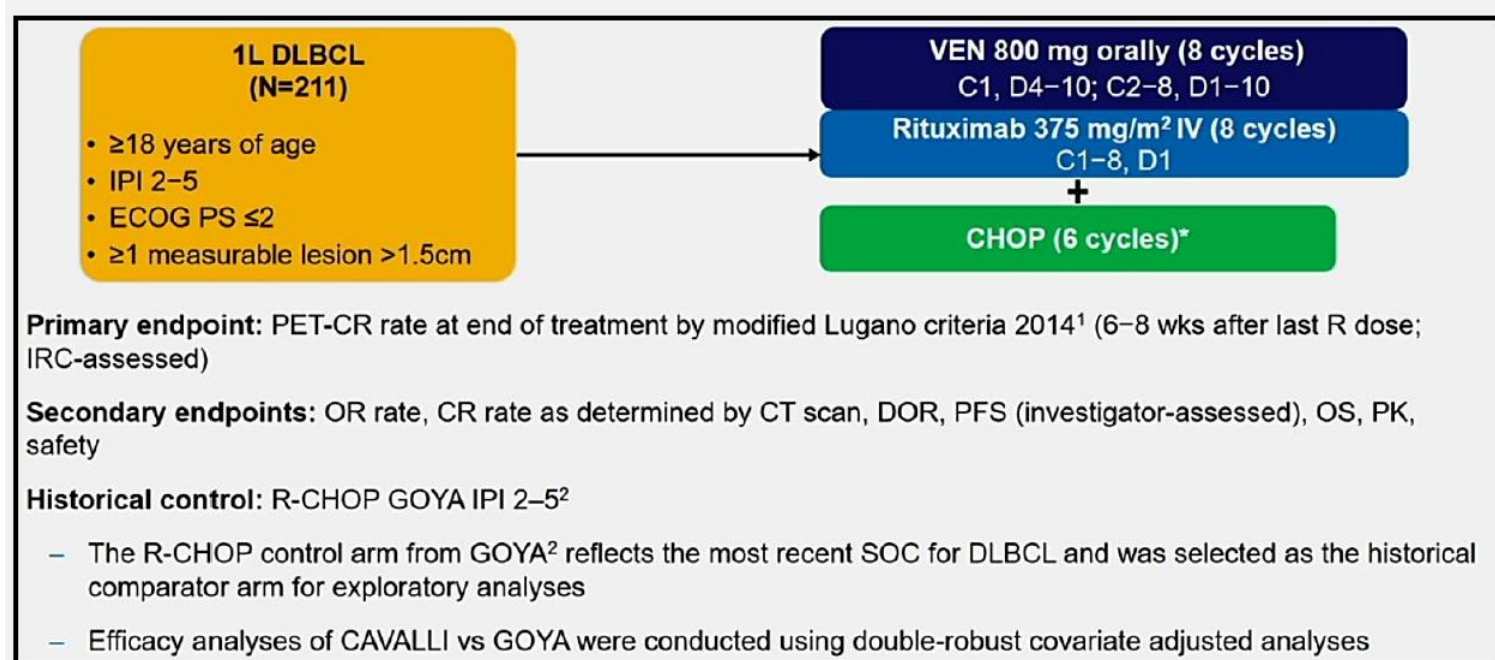 1L DLBCL
(N=211)
• ≥18 years of age
• IPI 2−5
• ECOG PS ≤2
• ≥1 measurable lesion >1.5cm
VEN 800 mg orally (8 cycles)
C1, D4−10; C2−8, D1−10
Rituximab 375 mg/m² IV (8 cycles)
C1−8, D1
+
CHOP (6 cycles)*
Primary endpoint: PET-CR rate at end of treatment by modified Lugano criteria 2014¹ (6−8 wks after last R dose;
IRC-assessed)
Secondary endpoints: OR rate, CR rate as determined by CT scan, DOR, PFS (investigator-assessed), OS, PK,
safety
Historical control: R-CHOP GOYA IPI 2–5²
– The R-CHOP control arm from GOYA² reflects the most recent SOC for DLBCL and was selected as the historical
comparator arm for exploratory analyses
– Efficacy analyses of CAVALLI vs GOYA were conducted using double-robust covariate adjusted analyses